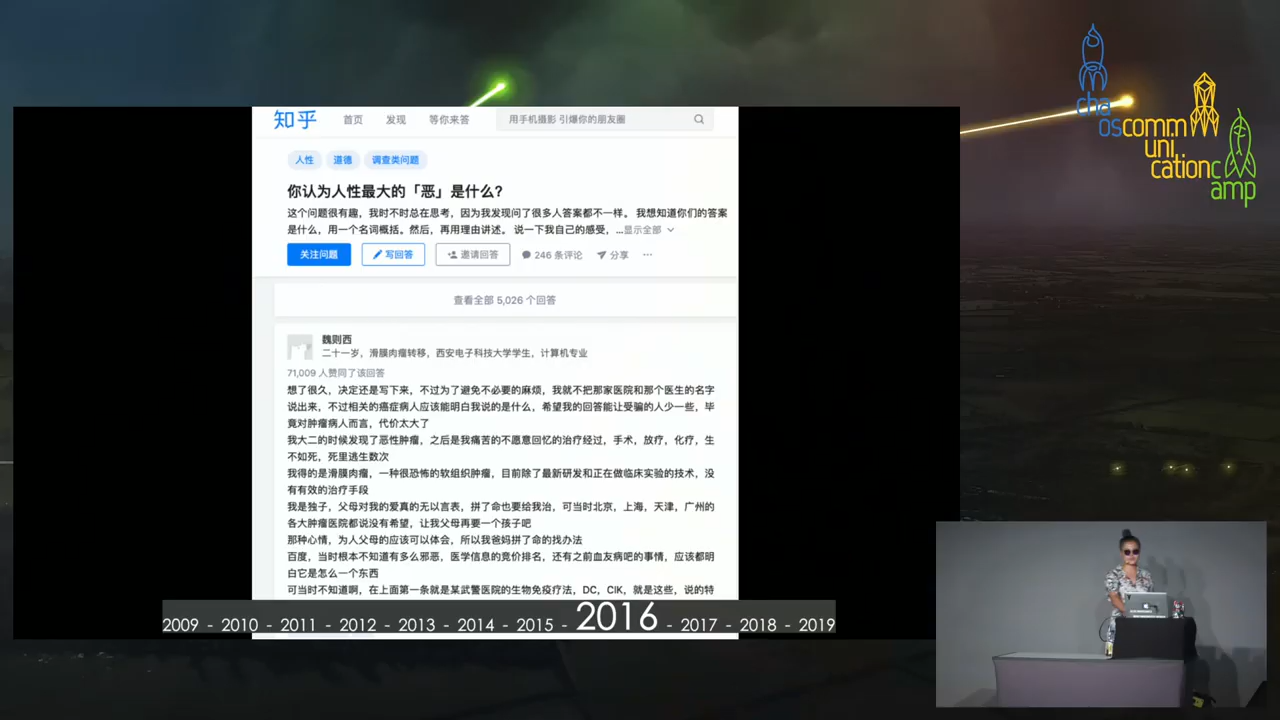 知乎 首页 发现 等你来答 用手机摄影 引爆你的朋友圈
人性 道德 调查类问题
你认为人性最大的「恶」是什么?
这个问题很有趣，我时不时总在思考，因为我发现问了很多人答案都不一样。 我想知道你们的答案
是什么，用一个名词概括。然后，再用理由讲述。 说一下我自己的感受，...显示全部
关注问题 写回答 邀请回答 246 条评论 分享 ...
查看全部 5,026 个回答
魏则西
二十一岁，滑膜肉瘤转移，西安电子科技大学学生，计算机专业
71,009 人赞同了该回答
想了很久，决定还是写下来，不过为了避免不必要的麻烦，我就不把那家医院和那个医生的名字
说出来，不过相关的癌症病人应该能明白我说的是什么，希望我的回答能让受骗的人少一些，毕
竟对肿瘤病人而言，代价太大了
我大二的时候发现了恶性肿瘤，之后是我痛苦的不愿意回忆的治疗经过，手术，放疗，化疗，生
不如死，死里逃生数次
我得的是滑膜肉瘤，一种很恐怖的软组织肿瘤，目前除了最新研发和正在做临床实验的技术，没
有有效的治疗手段
我是独子，父母对我的爱真的无以言表，拼了命也要给我治，可当时北京，上海，天津，广州的
各大肿瘤医院都说没有希望，让我父母再要一个孩子吧
那种心情，为人父母的应该可以体会，所以我爸妈拼了命的找办法
百度，当时根本不知道有多么邪恶，医学信息的竞价排名，还有之前血友病吧的事情，应该都明
白它是怎么一个东西
可当时不知道啊，在上面第一条就是某武警医院的生物免疫疗法，DC，CIK，就是这些，说的特
2009 - 2010 - 2011 - 2012 - 2013 - 2014 - 2015 - 2016 - 2017 - 2018 - 2019
cha
oscomm
uni
cationc
amp